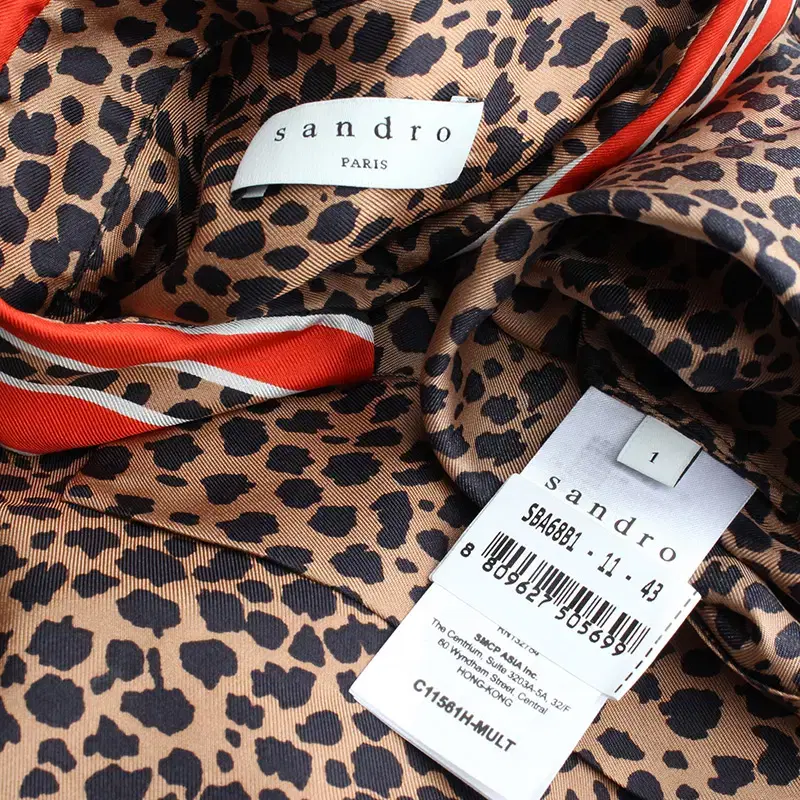 sandro
PARIS
1
sandro
SBA68B1 - 11 - 43
8 809627 505699
SMCP ASIA Inc.
The Centrium, Suite 3203A-5A, 32/F
60 Wyndham Street, Central
HONG-KONG
C11561H-MULT